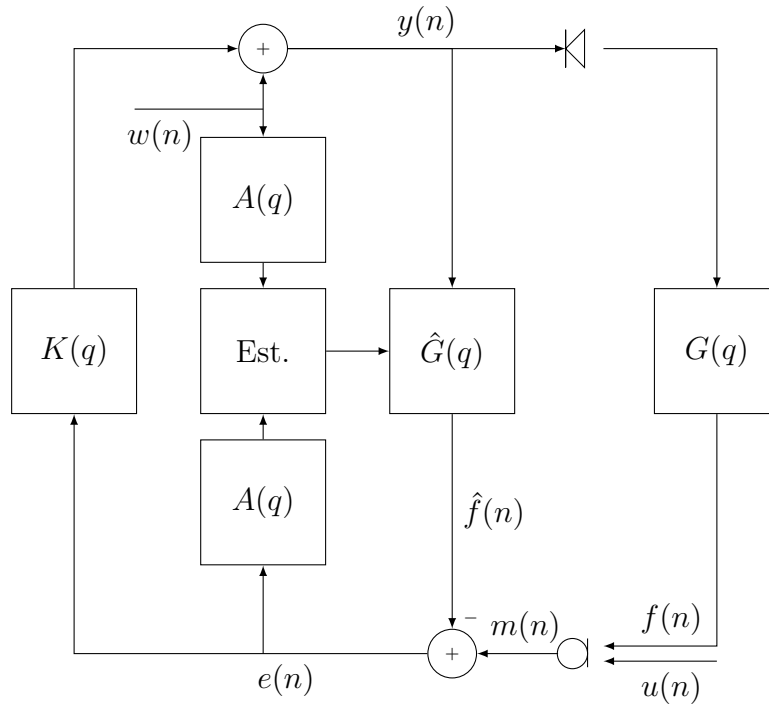 y(n)
+
w(n)
A(q)
K(q)
Est.
Ĝ(q)
G(q)
A(q)
f̂(n)
−
m(n)
f(n)
+
e(n)
u(n)